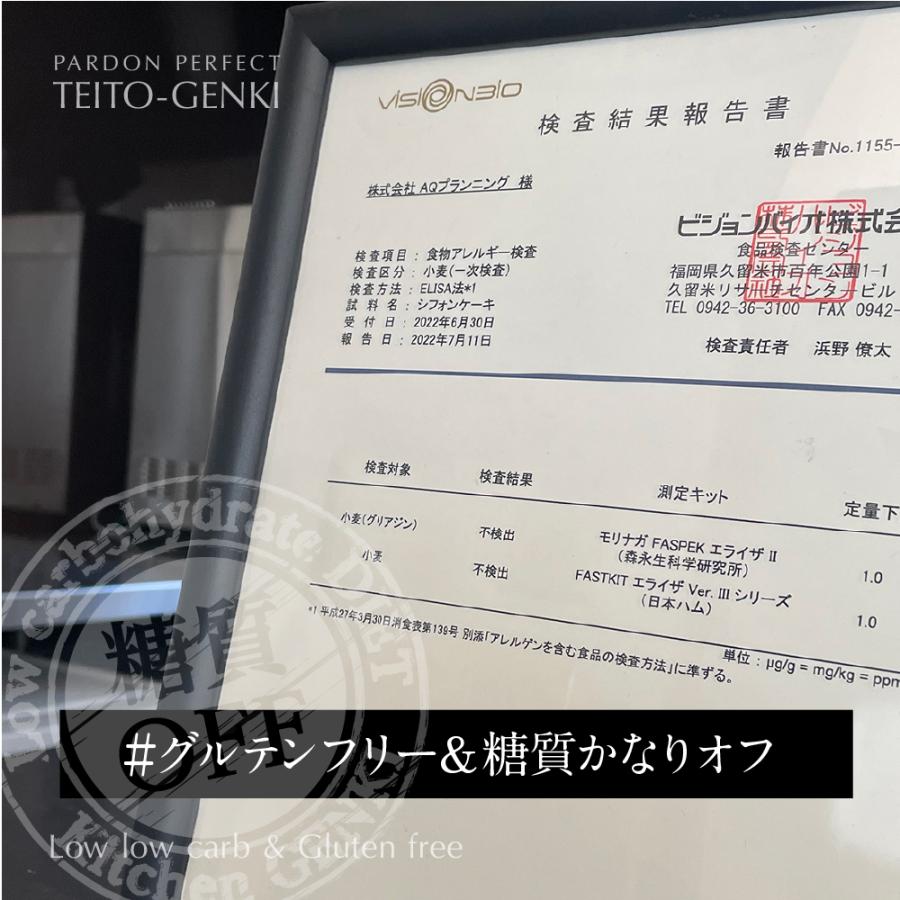 PARDON PERFECT
TEITO-GENKI
VISIONBIO
検査結果報告書
報告書No.1155-
株式会社 AQプランニング 様
ビジョンバイオ株式会
食品検査センター
福岡県久留米市百年公園1-1
久留米リサーチセンタービル
TEL 0942-36-3100 FAX 0942-
検査責任者 浜野 僚太
検査項目：食物アレルギー検査
検査区分：小麦(一次検査)
検査方法：ELISA法*1
試料名：シフォンケーキ
受付日：2022年6月30日
報告日：2022年7月11日
検査対象 検査結果 測定キット 定量下
小麦(グリアジン) 不検出 モリナガ FASPEK エライザ II
(森永生科学研究所) 1.0
小麦 不検出 FASTKIT エライザ Ver. III シリーズ
(日本ハム) 1.0
単位：μg/g = mg/kg = ppm
*1 平成27年3月30日消食表第139号 別添「アレルゲンを含む食品の検査方法」に準ずる。
Low carbohydrate Diet
糖質
OFF
Kitchen GENKI
#グルテンフリー&糖質かなりオフ
Low low carb & Gluten free